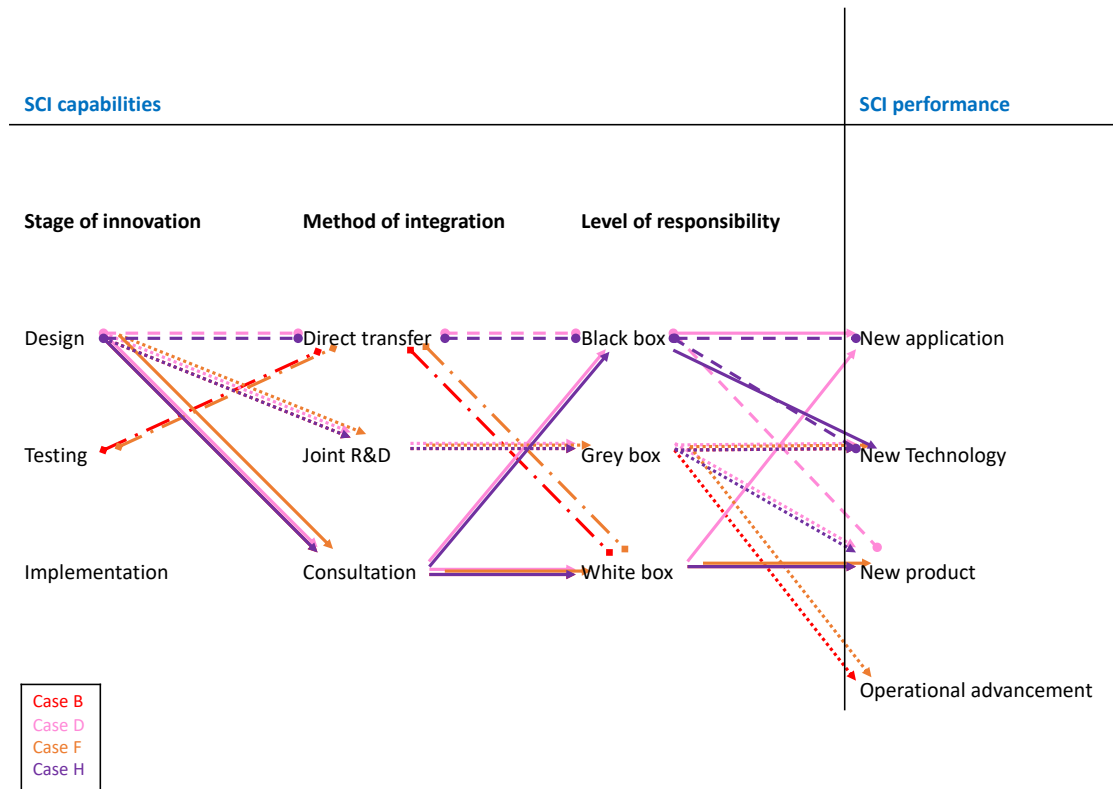 SCI capabilities
SCI performance
Stage of innovation
Method of integration
Level of responsibility
Design
Direct transfer
Black box
New application
Testing
Joint R&D
Grey box
New Technology
Implementation
Consultation
White box
New product
Operational advancement
Case B
Case D
Case F
Case H